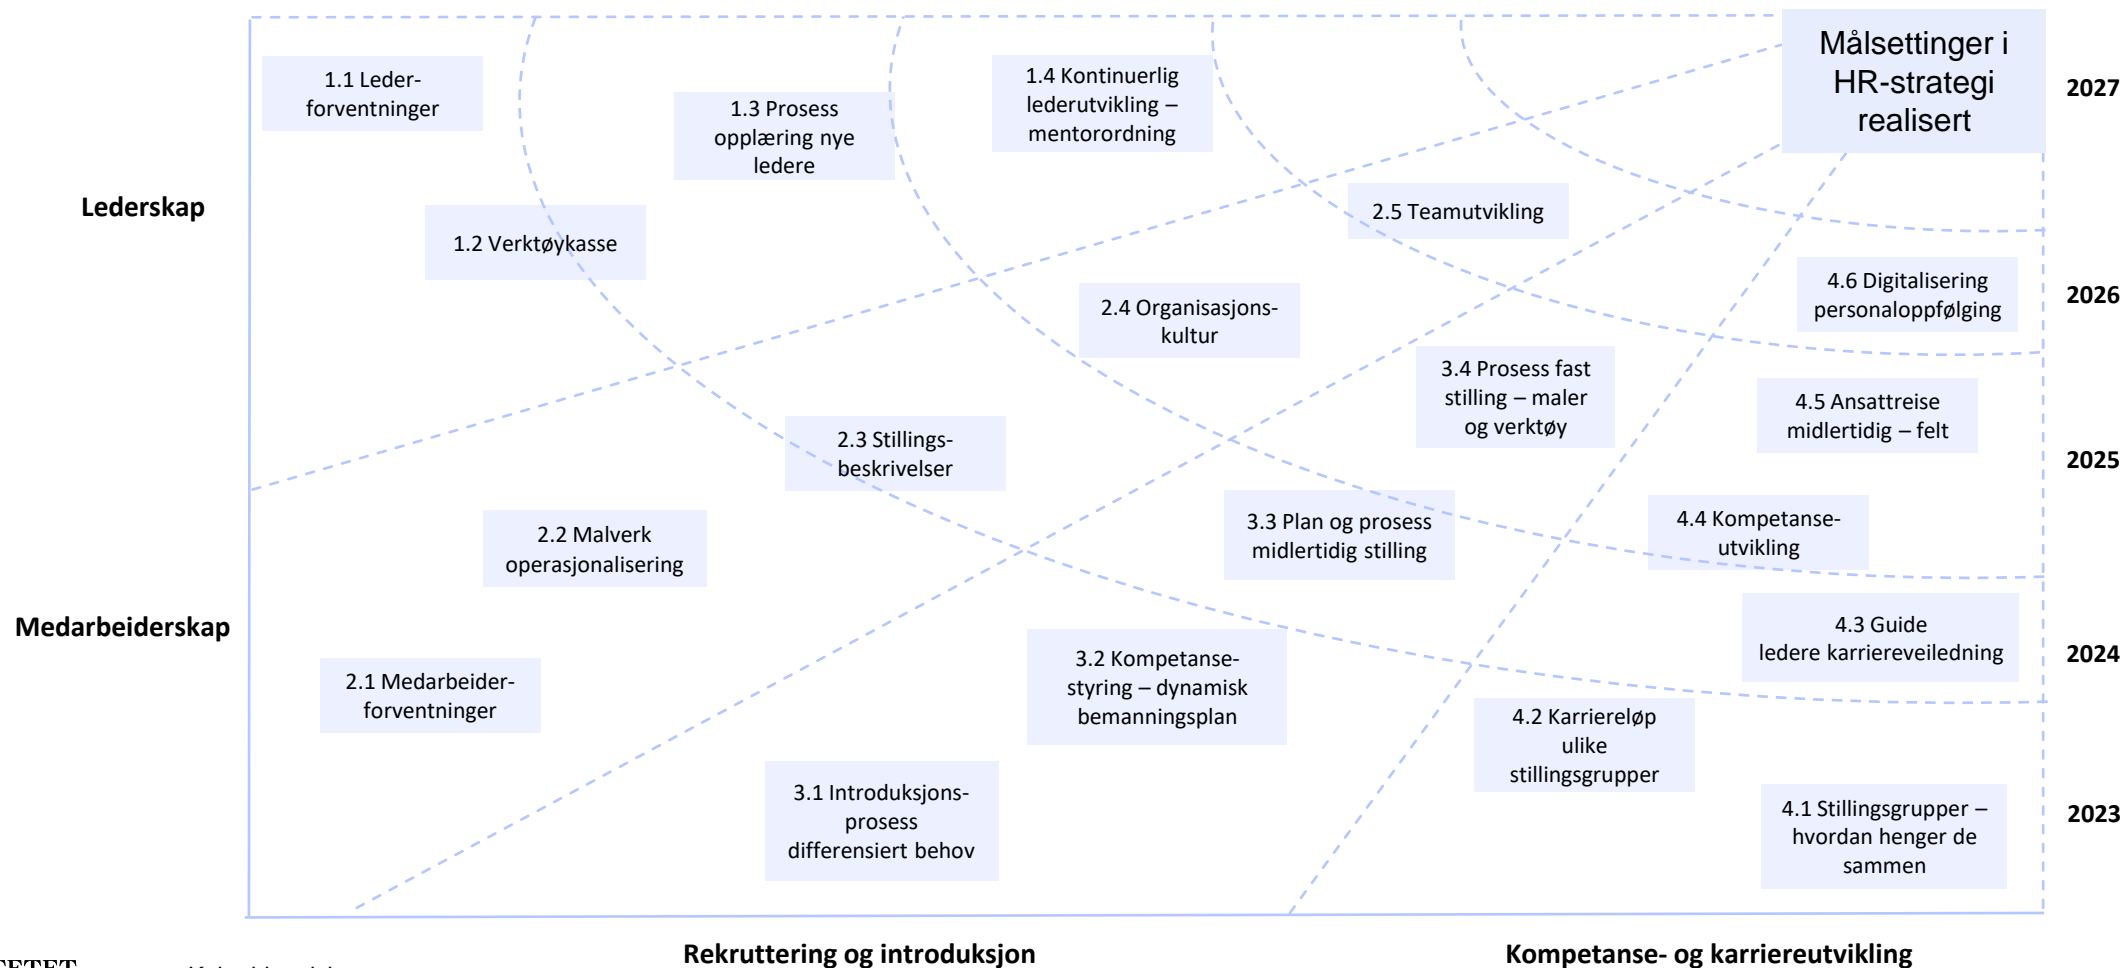 Målsettinger i
HR-strategi
realisert
2027
1.1 Leder-
forventninger
1.3 Prosess
opplæring nye
ledere
1.4 Kontinuerlig
lederutvikling –
mentorordning
Lederskap
1.2 Verktøykasse
2.5 Teamutvikling
2.4 Organisasjons-
kultur
4.6 Digitalisering
personaloppfølging
2026
3.4 Prosess fast
stilling – maler
og verktøy
4.5 Ansattreise
midlertidig – felt
2025
2.3 Stillings-
beskrivelser
2.2 Malverk
operasjonalisering
3.3 Plan og prosess
midlertidig stilling
4.4 Kompetanse-
utvikling
Medarbeiderskap
4.3 Guide
ledere karriereveiledning
2024
2.1 Medarbeider-
forventninger
3.2 Kompetanse-
styring – dynamisk
bemanningsplan
4.2 Karriereløp
ulike
stillingsgrupper
3.1 Introduksjons-
prosess
differensiert behov
4.1 Stillingsgrupper –
hvordan henger de
sammen
2023
Rekruttering og introduksjon
Kompetanse- og karriereutvikling